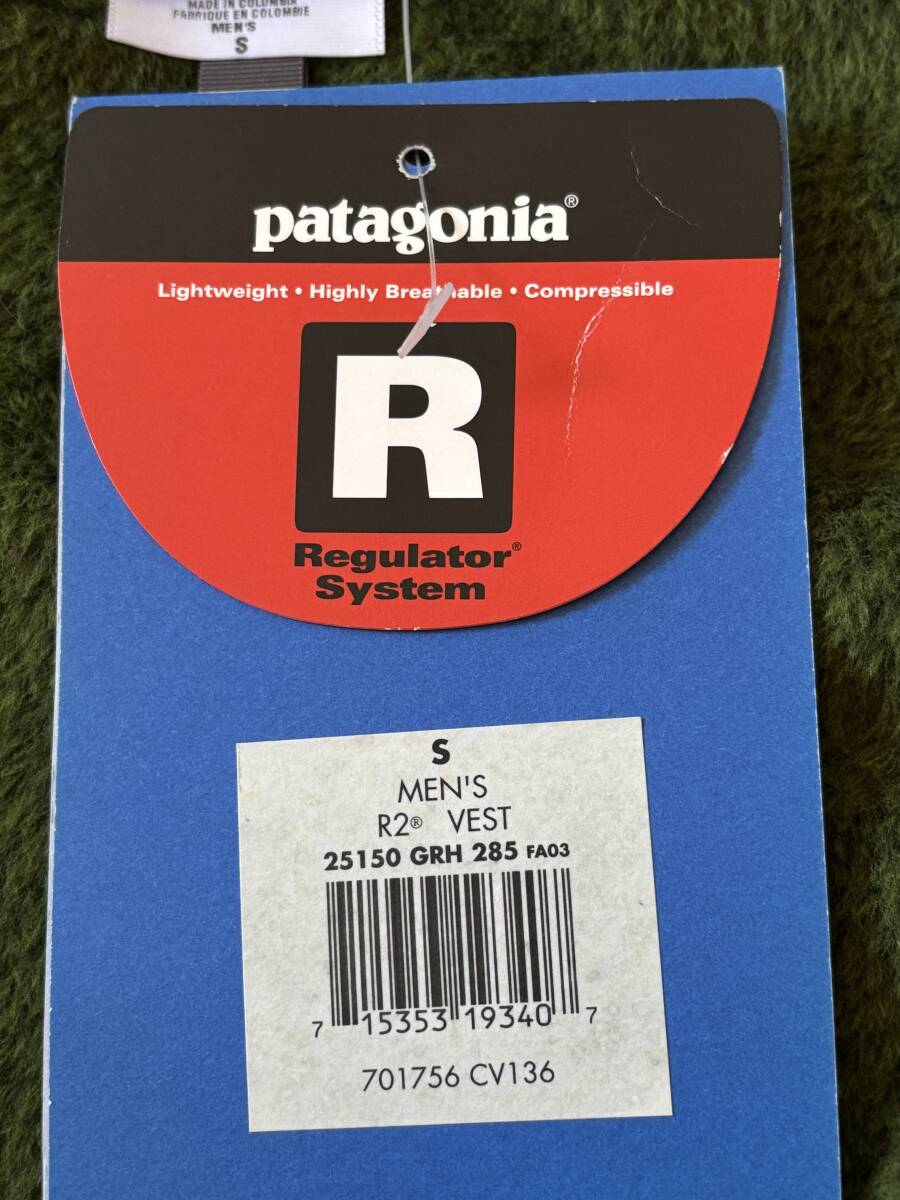 MADE IN COLOMBIA
FABRIQUE EN COLOMBIE
MEN'S
S
patagonia®
Lightweight • Highly Breathable • Compressible
R
Regulator®
System
S
MEN'S
R2® VEST
25150 GRH 285 FA03
7 15353 19340 7
701756 CV136